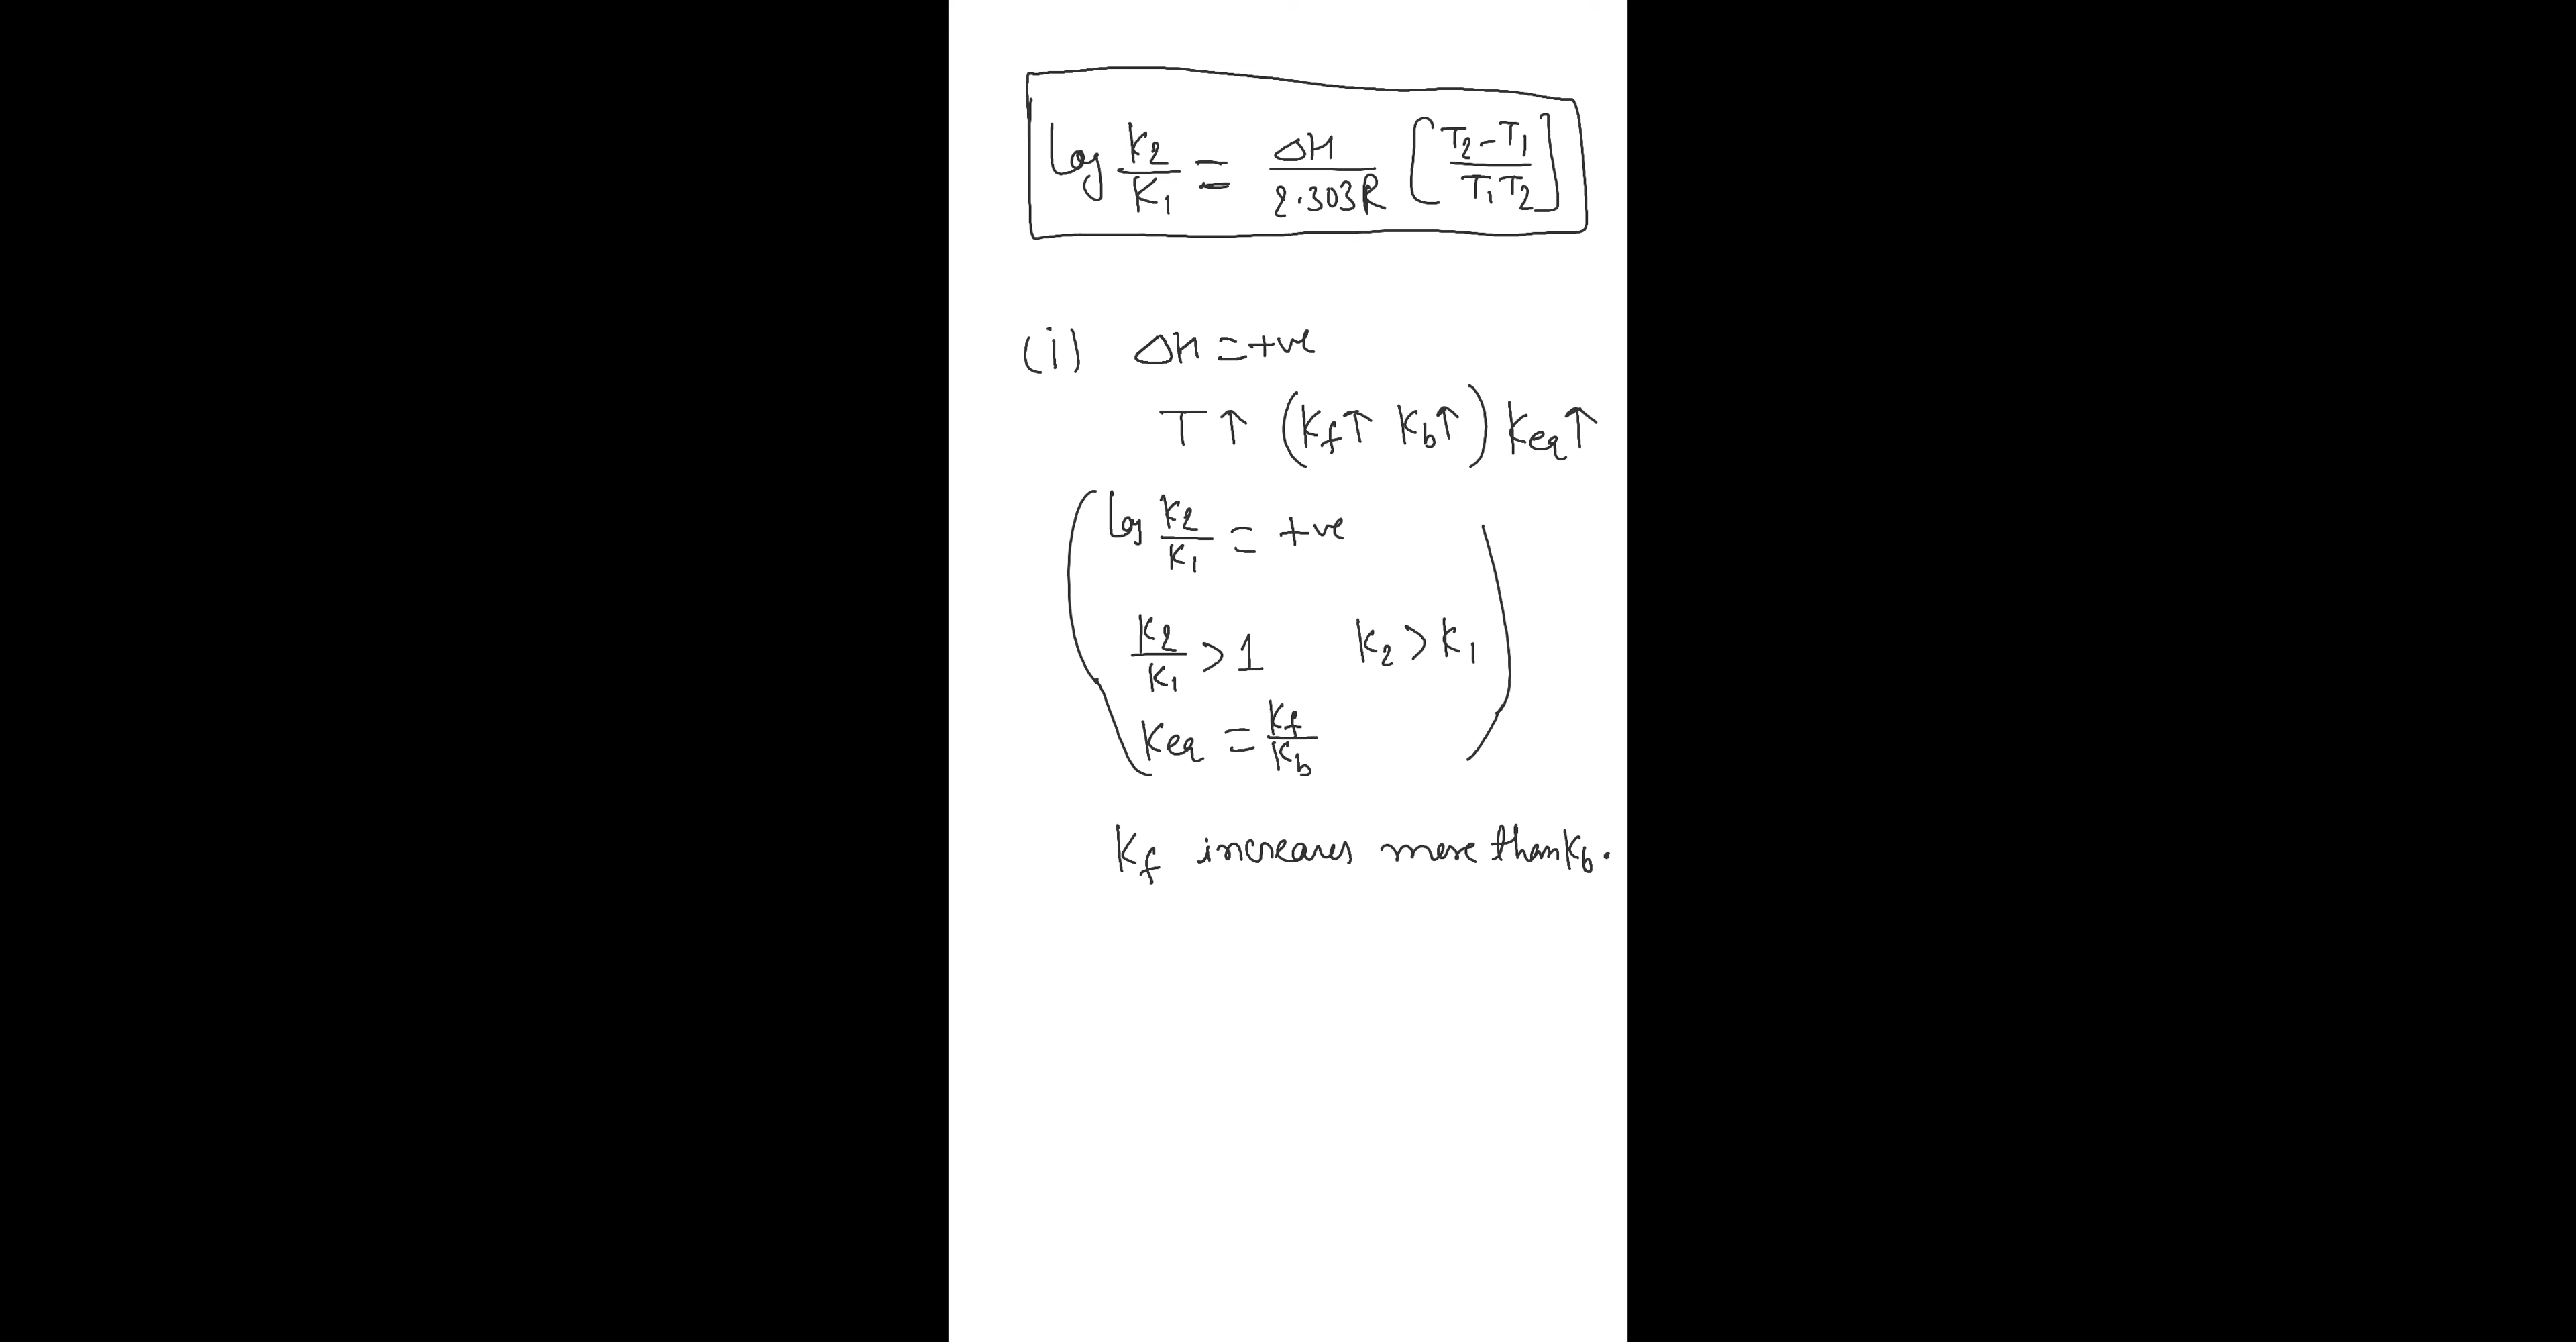 log K2/K1 = ΔH/2.303R [T2-T1/T1T2]
(i) ΔH = +ve
T↑ (Kf↑ Kb↑) Keq↑
log K2/K1 = +ve
K2/K1 > 1 K2 > K1
Keq = Kf/Kb
Kf increases more than Kb.